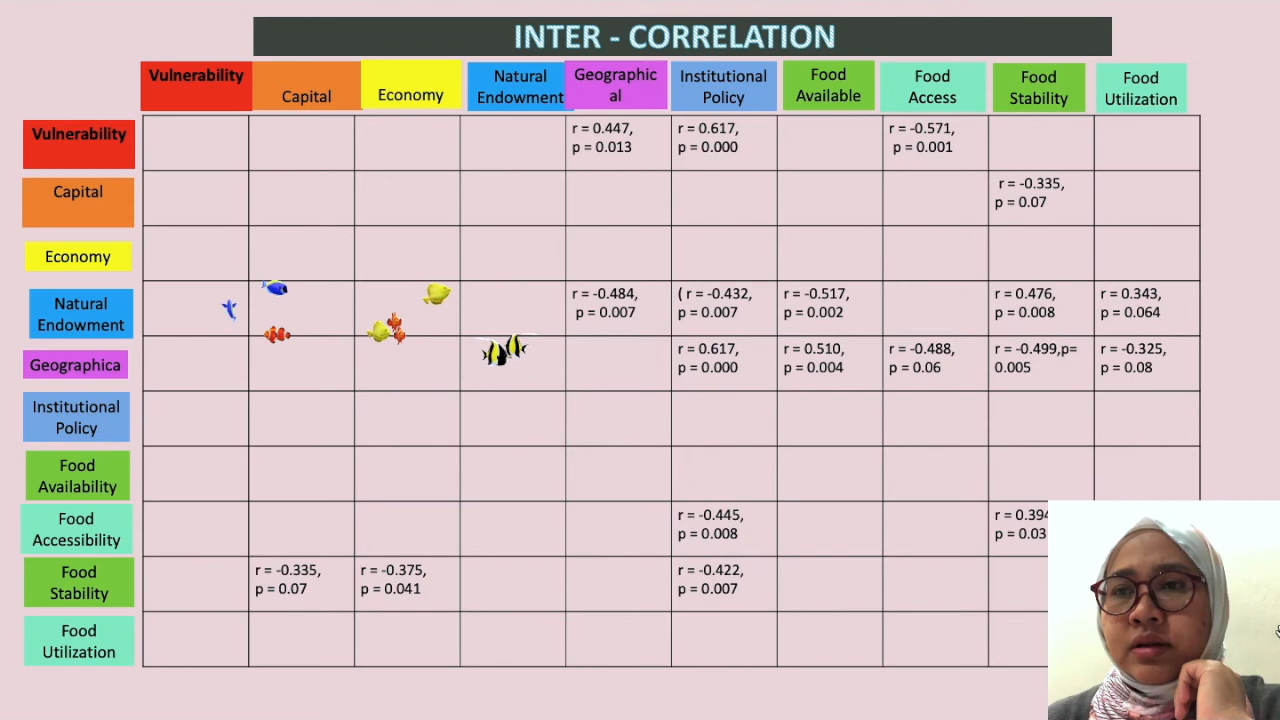 INTER - CORRELATION
Vulnerability
Capital
Economy
Natural
Endowment
Geographic
al
Institutional
Policy
Food
Available
Food
Access
Food
Stability
Food
Utilization
Vulnerability
r = 0.447,
p = 0.013
r = 0.617,
p = 0.000
r = -0.571,
p = 0.001
Capital
r = -0.335,
p = 0.07
Economy
Natural
Endowment
r = -0.484,
p = 0.007
( r = -0.432,
p = 0.007
r = -0.517,
p = 0.002
r = 0.476,
p = 0.008
r = 0.343,
p = 0.064
Geographica
r = 0.617,
p = 0.000
r = 0.510,
p = 0.004
r = -0.488,
p = 0.06
r = -0.499,p=
0.005
r = -0.325,
p = 0.08
Institutional
Policy
Food
Availability
Food
Accessibility
r = -0.445,
p = 0.008
r = 0.394
p = 0.03
Food
Stability
r = -0.335,
p = 0.07
r = -0.375,
p = 0.041
r = -0.422,
p = 0.007
Food
Utilization